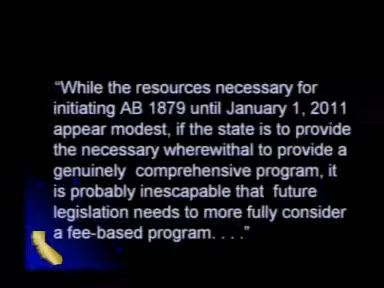 “While the resources necessary for
initiating AB 1879 until January 1, 2011
appear modest, if the state is to provide
the necessary wherewithal to provide a
genuinely comprehensive program, it
is probably inescapable that future
legislation needs to more fully consider
a fee-based program. . . .”